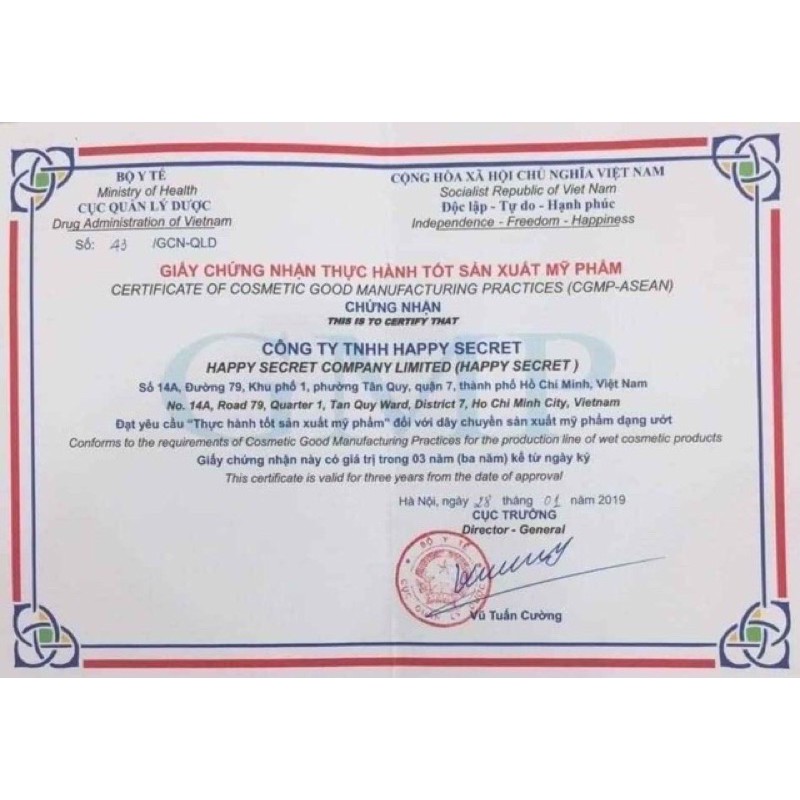 BỘ Y TẾ
Ministry of Health
CỤC QUẢN LÝ DƯỢC
Drug Administration of Vietnam
Số: 43 /GCN-QLD
CỘNG HÒA XÃ HỘI CHỦ NGHĨA VIỆT NAM
Socialist Republic of Viet Nam
Độc lập - Tự do - Hạnh phúc
Independence - Freedom - Happiness
GIẤY CHỨNG NHẬN THỰC HÀNH TỐT SẢN XUẤT MỸ PHẨM
CERTIFICATE OF COSMETIC GOOD MANUFACTURING PRACTICES (CGMP-ASEAN)
CHỨNG NHẬN
THIS IS TO CERTIFY THAT
CÔNG TY TNHH HAPPY SECRET
HAPPY SECRET COMPANY LIMITED (HAPPY SECRET )
Số 14A, Đường 79, Khu phố 1, phường Tân Quy, quận 7, thành phố Hồ Chí Minh, Việt Nam
No. 14A, Road 79, Quarter 1, Tan Quy Ward, District 7, Ho Chi Minh City, Vietnam
Đạt yêu cầu "Thực hành tốt sản xuất mỹ phẩm" đối với dây chuyền sản xuất mỹ phẩm dạng ướt
Conforms to the requirements of Cosmetic Good Manufacturing Practices for the production line of wet cosmetic products
Giấy chứng nhận này có giá trị trong 03 năm (ba năm) kể từ ngày ký
This certificate is valid for three years from the date of approval
Hà Nội, ngày 28 tháng 01 năm 2019
CỤC TRƯỞNG
Director - General
BỘ Y TẾ
CỤC QUẢN LÝ DƯỢC
Vũ Tuấn Cường
GMP